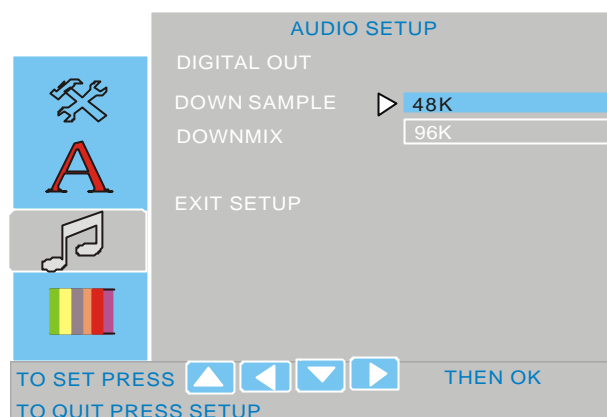 AUDIO SETUP
DIGITAL OUT
DOWN SAMPLE 48K
DOWNMIX 96K
EXIT SETUP
A
TO SET PRESS THEN OK
TO QUIT PRESS SETUP